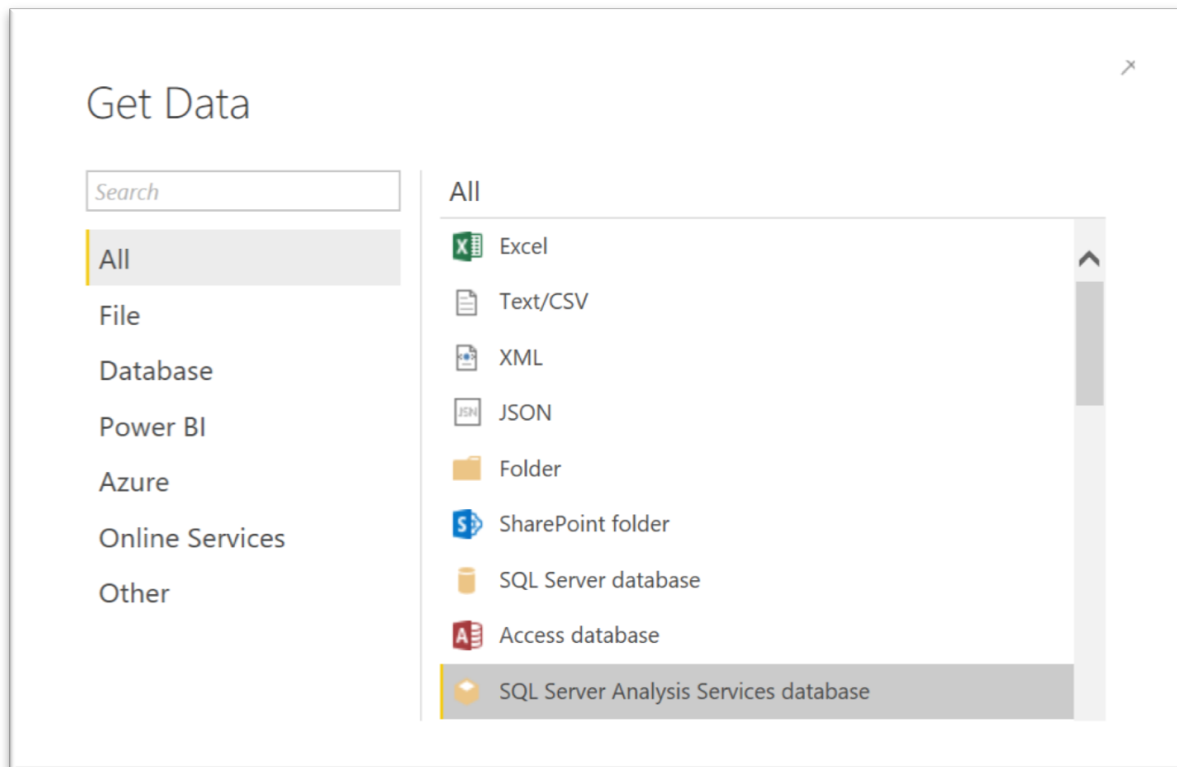 Get Data
Search
All
File
Database
Power BI
Azure
Online Services
Other
All
Excel
Text/CSV
XML
JSN
JSON
Folder
SharePoint folder
SQL Server database
Access database
SQL Server Analysis Services database